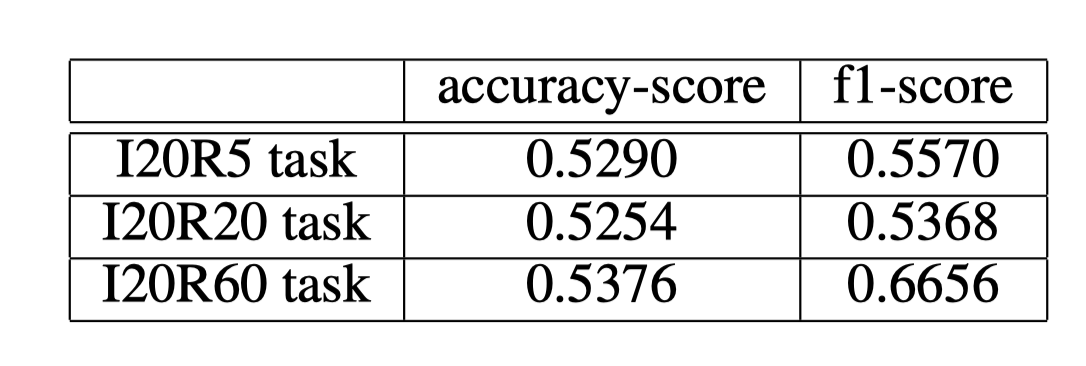 accuracy-score f1-score
I20R5 task 0.5290 0.5570
I20R20 task 0.5254 0.5368
I20R60 task 0.5376 0.6656